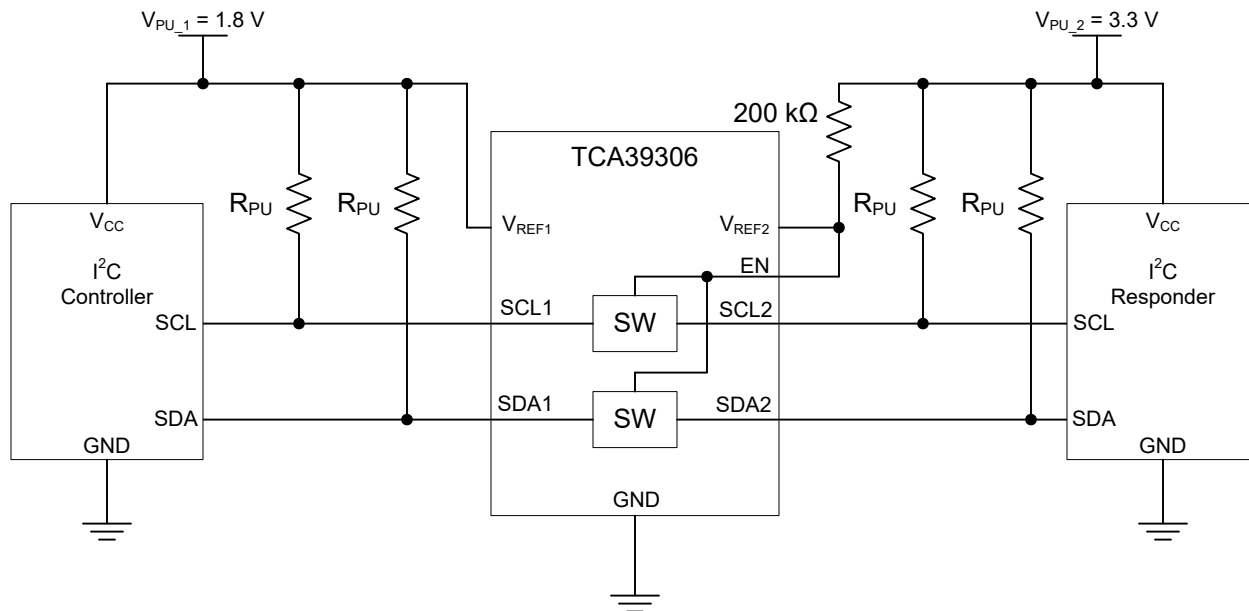 V_PU_1 = 1.8 V
V_PU_2 = 3.3 V
200 kΩ
TCA39306
R_PU
R_PU
R_PU
R_PU
V_CC
I²C
Controller
SCL
SDA
GND
V_REF1
V_REF2
EN
SCL1
SW
SCL2
SDA1
SW
SDA2
GND
V_CC
I²C
Responder
SCL
SDA
GND